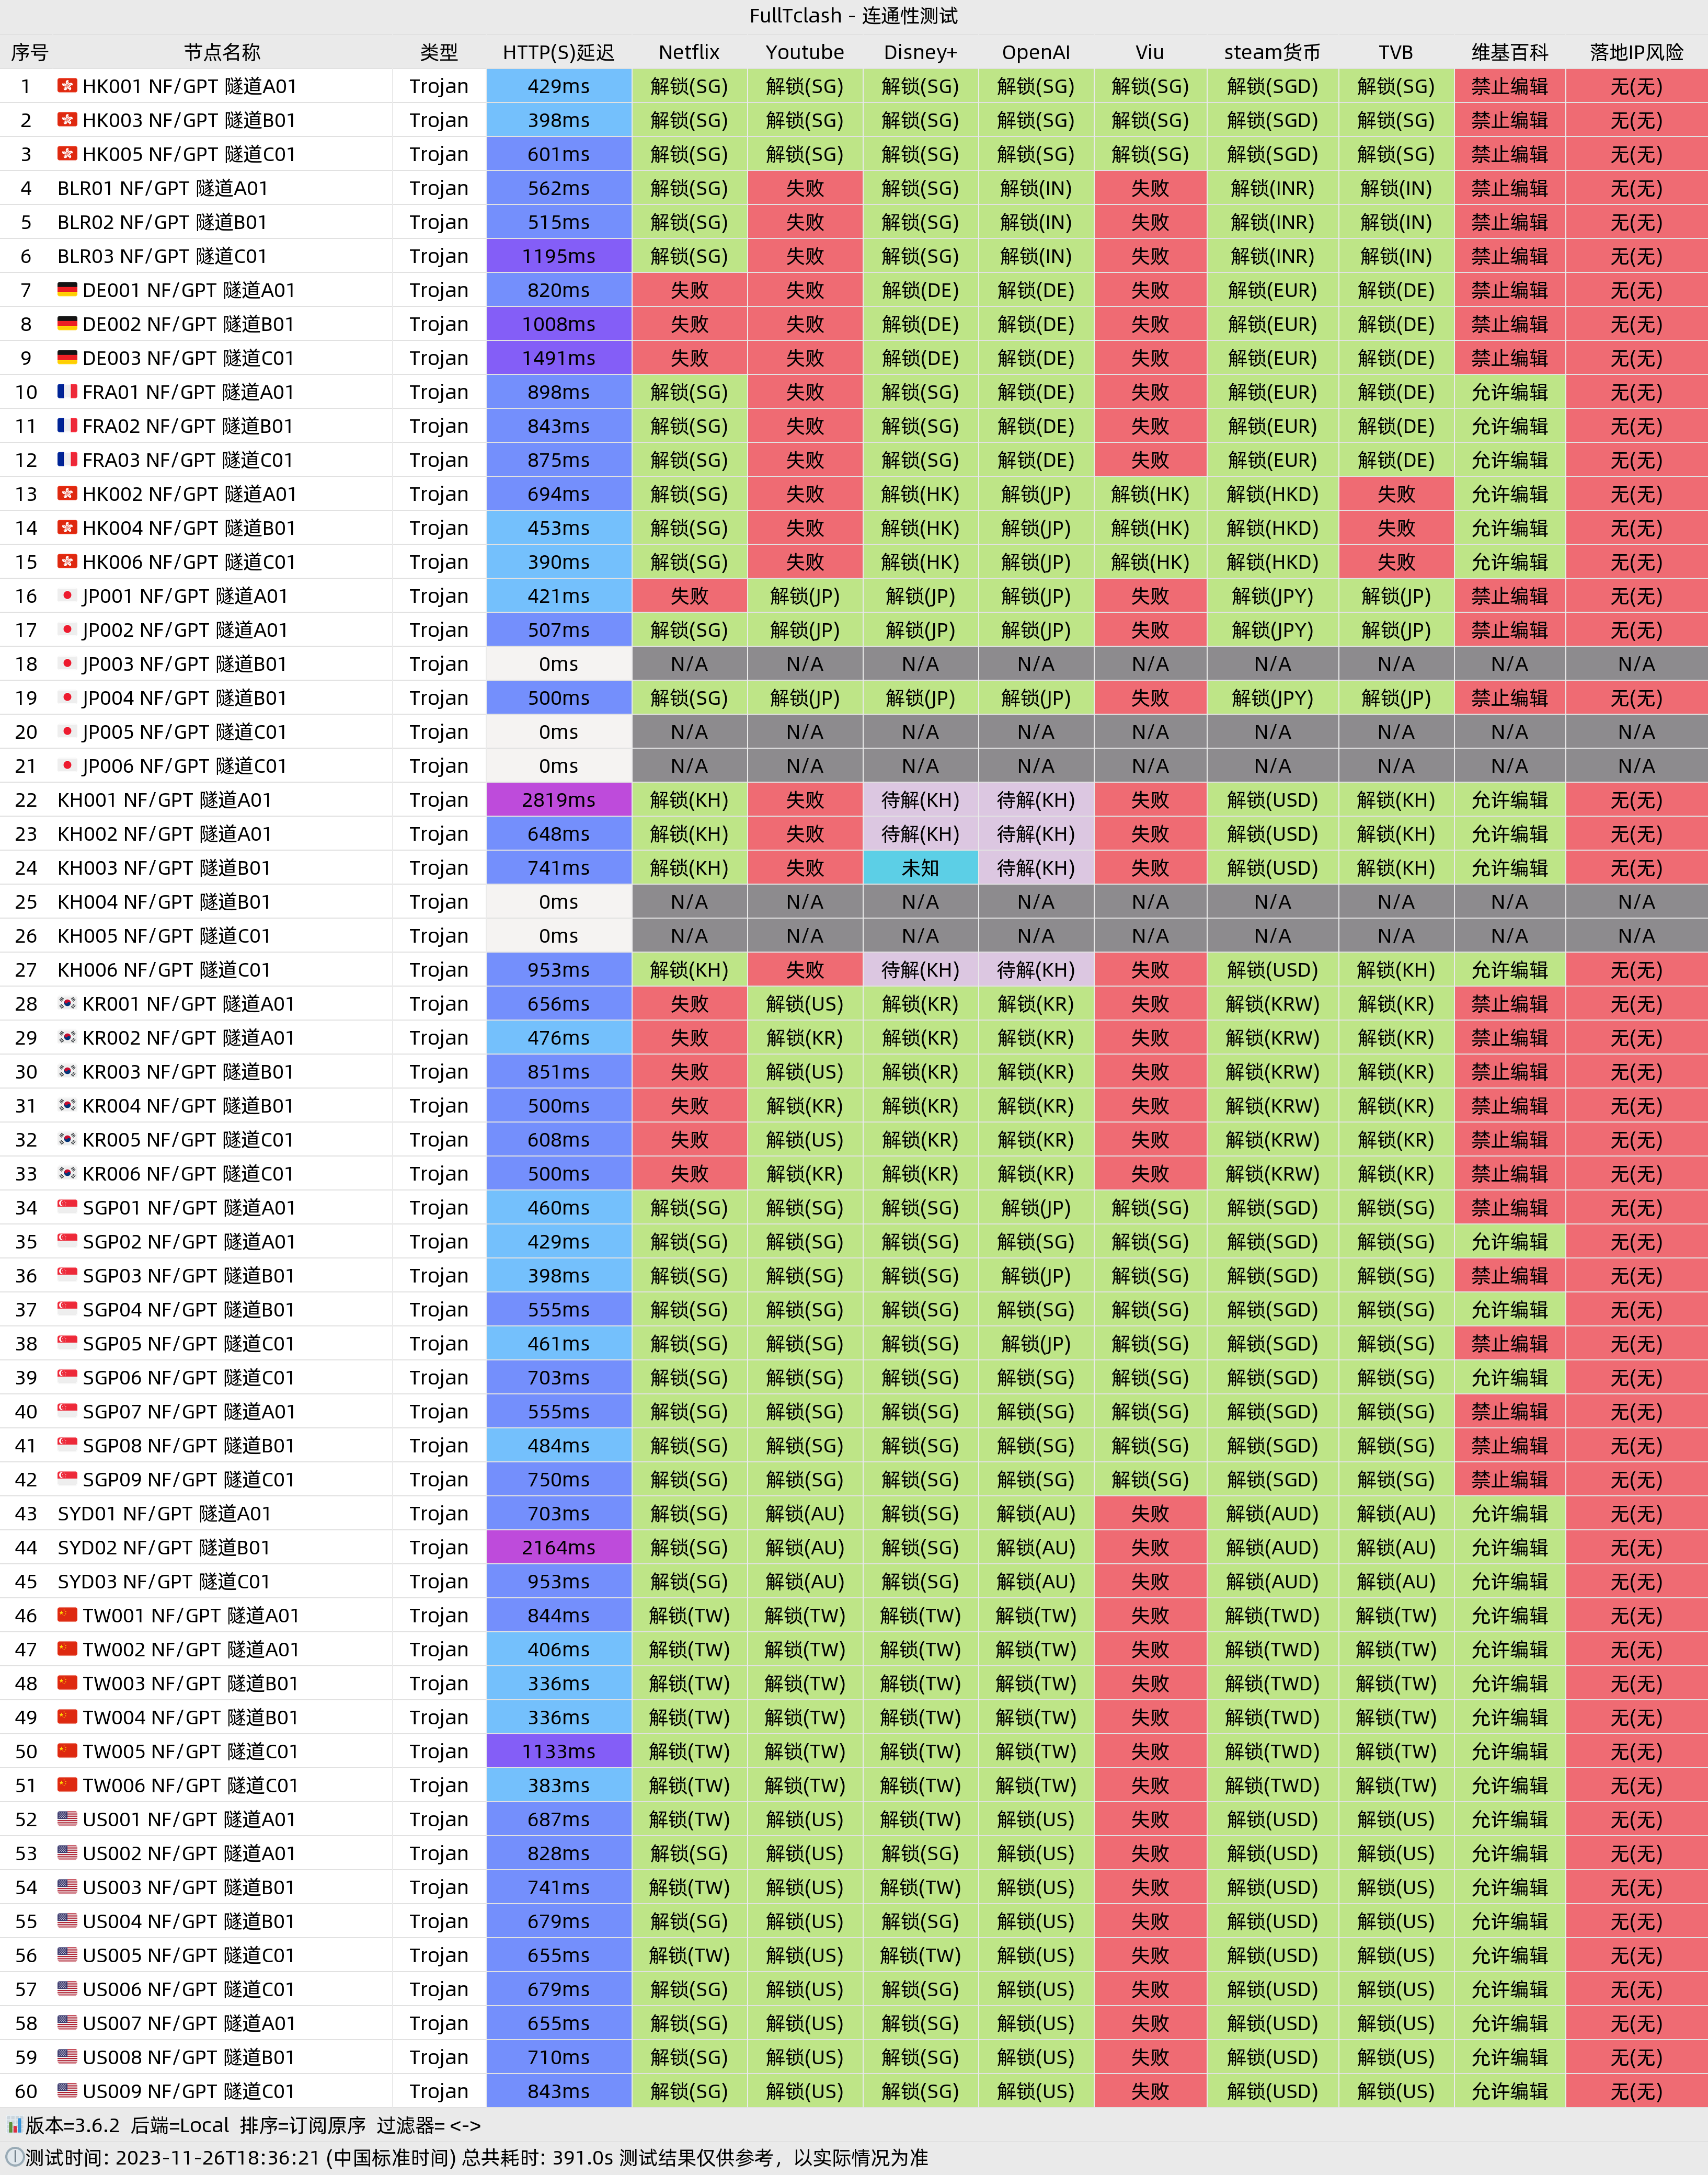 FullTclash - 连通性测试
序号 节点名称 类型 HTTP(S)延迟 Netflix Youtube Disney+ OpenAI Viu steam货币 TVB 维基百科 落地IP风险
1 HK001 NF/GPT 隧道A01 Trojan 429ms 解锁(SG) 解锁(SG) 解锁(SG) 解锁(SG) 解锁(SG) 解锁(SGD) 解锁(SG) 禁止编辑 无(无)
2 HK003 NF/GPT 隧道B01 Trojan 398ms 解锁(SG) 解锁(SG) 解锁(SG) 解锁(SG) 解锁(SG) 解锁(SGD) 解锁(SG) 禁止编辑 无(无)
3 HK005 NF/GPT 隧道C01 Trojan 601ms 解锁(SG) 解锁(SG) 解锁(SG) 解锁(SG) 解锁(SG) 解锁(SGD) 解锁(SG) 禁止编辑 无(无)
4 BLR01 NF/GPT 隧道A01 Trojan 562ms 解锁(SG) 失败 解锁(SG) 解锁(IN) 失败 解锁(INR) 解锁(IN) 禁止编辑 无(无)
5 BLR02 NF/GPT 隧道B01 Trojan 515ms 解锁(SG) 失败 解锁(SG) 解锁(IN) 失败 解锁(INR) 解锁(IN) 禁止编辑 无(无)
6 BLR03 NF/GPT 隧道C01 Trojan 1195ms 解锁(SG) 失败 解锁(SG) 解锁(IN) 失败 解锁(INR) 解锁(IN) 禁止编辑 无(无)
7 DE001 NF/GPT 隧道A01 Trojan 820ms 失败 失败 解锁(DE) 解锁(DE) 失败 解锁(EUR) 解锁(DE) 禁止编辑 无(无)
8 DE002 NF/GPT 隧道B01 Trojan 1008ms 失败 失败 解锁(DE) 解锁(DE) 失败 解锁(EUR) 解锁(DE) 禁止编辑 无(无)
9 DE003 NF/GPT 隧道C01 Trojan 1491ms 失败 失败 解锁(DE) 解锁(DE) 失败 解锁(EUR) 解锁(DE) 禁止编辑 无(无)
10 FRA01 NF/GPT 隧道A01 Trojan 898ms 解锁(SG) 失败 解锁(SG) 解锁(DE) 失败 解锁(EUR) 解锁(DE) 允许编辑 无(无)
11 FRA02 NF/GPT 隧道B01 Trojan 843ms 解锁(SG) 失败 解锁(SG) 解锁(DE) 失败 解锁(EUR) 解锁(DE) 允许编辑 无(无)
12 FRA03 NF/GPT 隧道C01 Trojan 875ms 解锁(SG) 失败 解锁(SG) 解锁(DE) 失败 解锁(EUR) 解锁(DE) 允许编辑 无(无)
13 HK002 NF/GPT 隧道A01 Trojan 694ms 解锁(SG) 失败 解锁(HK) 解锁(JP) 解锁(HK) 解锁(HKD) 失败 允许编辑 无(无)
14 HK004 NF/GPT 隧道B01 Trojan 453ms 解锁(SG) 失败 解锁(HK) 解锁(JP) 解锁(HK) 解锁(HKD) 失败 允许编辑 无(无)
15 HK006 NF/GPT 隧道C01 Trojan 390ms 解锁(SG) 失败 解锁(HK) 解锁(JP) 解锁(HK) 解锁(HKD) 失败 允许编辑 无(无)
16 JP001 NF/GPT 隧道A01 Trojan 421ms 失败 解锁(JP) 解锁(JP) 解锁(JP) 失败 解锁(JPY) 解锁(JP) 禁止编辑 无(无)
17 JP002 NF/GPT 隧道A01 Trojan 507ms 解锁(SG) 解锁(JP) 解锁(JP) 解锁(JP) 失败 解锁(JPY) 解锁(JP) 禁止编辑 无(无)
18 JP003 NF/GPT 隧道B01 Trojan 0ms N/A N/A N/A N/A N/A N/A N/A N/A N/A
19 JP004 NF/GPT 隧道B01 Trojan 500ms 解锁(SG) 解锁(JP) 解锁(JP) 解锁(JP) 失败 解锁(JPY) 解锁(JP) 禁止编辑 无(无)
20 JP005 NF/GPT 隧道C01 Trojan 0ms N/A N/A N/A N/A N/A N/A N/A N/A N/A
21 JP006 NF/GPT 隧道C01 Trojan 0ms N/A N/A N/A N/A N/A N/A N/A N/A N/A
22 KH001 NF/GPT 隧道A01 Trojan 2819ms 解锁(KH) 失败 待解(KH) 待解(KH) 失败 解锁(USD) 解锁(KH) 允许编辑 无(无)
23 KH002 NF/GPT 隧道A01 Trojan 648ms 解锁(KH) 失败 待解(KH) 待解(KH) 失败 解锁(USD) 解锁(KH) 允许编辑 无(无)
24 KH003 NF/GPT 隧道B01 Trojan 741ms 解锁(KH) 失败 未知 待解(KH) 失败 解锁(USD) 解锁(KH) 允许编辑 无(无)
25 KH004 NF/GPT 隧道B01 Trojan 0ms N/A N/A N/A N/A N/A N/A N/A N/A N/A
26 KH005 NF/GPT 隧道C01 Trojan 0ms N/A N/A N/A N/A N/A N/A N/A N/A N/A
27 KH006 NF/GPT 隧道C01 Trojan 953ms 解锁(KH) 失败 待解(KH) 待解(KH) 失败 解锁(USD) 解锁(KH) 允许编辑 无(无)
28 KR001 NF/GPT 隧道A01 Trojan 656ms 失败 解锁(US) 解锁(KR) 解锁(KR) 失败 解锁(KRW) 解锁(KR) 禁止编辑 无(无)
29 KR002 NF/GPT 隧道A01 Trojan 476ms 失败 解锁(KR) 解锁(KR) 解锁(KR) 失败 解锁(KRW) 解锁(KR) 禁止编辑 无(无)
30 KR003 NF/GPT 隧道B01 Trojan 851ms 失败 解锁(US) 解锁(KR) 解锁(KR) 失败 解锁(KRW) 解锁(KR) 禁止编辑 无(无)
31 KR004 NF/GPT 隧道B01 Trojan 500ms 失败 解锁(KR) 解锁(KR) 解锁(KR) 失败 解锁(KRW) 解锁(KR) 禁止编辑 无(无)
32 KR005 NF/GPT 隧道C01 Trojan 608ms 失败 解锁(US) 解锁(KR) 解锁(KR) 失败 解锁(KRW) 解锁(KR) 禁止编辑 无(无)
33 KR006 NF/GPT 隧道C01 Trojan 500ms 失败 解锁(KR) 解锁(KR) 解锁(KR) 失败 解锁(KRW) 解锁(KR) 禁止编辑 无(无)
34 SGP01 NF/GPT 隧道A01 Trojan 460ms 解锁(SG) 解锁(SG) 解锁(SG) 解锁(JP) 解锁(SG) 解锁(SGD) 解锁(SG) 禁止编辑 无(无)
35 SGP02 NF/GPT 隧道A01 Trojan 429ms 解锁(SG) 解锁(SG) 解锁(SG) 解锁(SG) 解锁(SG) 解锁(SGD) 解锁(SG) 允许编辑 无(无)
36 SGP03 NF/GPT 隧道B01 Trojan 398ms 解锁(SG) 解锁(SG) 解锁(SG) 解锁(JP) 解锁(SG) 解锁(SGD) 解锁(SG) 禁止编辑 无(无)
37 SGP04 NF/GPT 隧道B01 Trojan 555ms 解锁(SG) 解锁(SG) 解锁(SG) 解锁(SG) 解锁(SG) 解锁(SGD) 解锁(SG) 允许编辑 无(无)
38 SGP05 NF/GPT 隧道C01 Trojan 461ms 解锁(SG) 解锁(SG) 解锁(SG) 解锁(JP) 解锁(SG) 解锁(SGD) 解锁(SG) 禁止编辑 无(无)
39 SGP06 NF/GPT 隧道C01 Trojan 703ms 解锁(SG) 解锁(SG) 解锁(SG) 解锁(SG) 解锁(SG) 解锁(SGD) 解锁(SG) 允许编辑 无(无)
40 SGP07 NF/GPT 隧道A01 Trojan 555ms 解锁(SG) 解锁(SG) 解锁(SG) 解锁(SG) 解锁(SG) 解锁(SGD) 解锁(SG) 禁止编辑 无(无)
41 SGP08 NF/GPT 隧道B01 Trojan 484ms 解锁(SG) 解锁(SG) 解锁(SG) 解锁(SG) 解锁(SG) 解锁(SGD) 解锁(SG) 禁止编辑 无(无)
42 SGP09 NF/GPT 隧道C01 Trojan 750ms 解锁(SG) 解锁(SG) 解锁(SG) 解锁(SG) 解锁(SG) 解锁(SGD) 解锁(SG) 禁止编辑 无(无)
43 SYD01 NF/GPT 隧道A01 Trojan 703ms 解锁(SG) 解锁(AU) 解锁(SG) 解锁(AU) 失败 解锁(AUD) 解锁(AU) 允许编辑 无(无)
44 SYD02 NF/GPT 隧道B01 Trojan 2164ms 解锁(SG) 解锁(AU) 解锁(SG) 解锁(AU) 失败 解锁(AUD) 解锁(AU) 允许编辑 无(无)
45 SYD03 NF/GPT 隧道C01 Trojan 953ms 解锁(SG) 解锁(AU) 解锁(SG) 解锁(AU) 失败 解锁(AUD) 解锁(AU) 允许编辑 无(无)
46 TW001 NF/GPT 隧道A01 Trojan 844ms 解锁(TW) 解锁(TW) 解锁(TW) 解锁(TW) 失败 解锁(TWD) 解锁(TW) 允许编辑 无(无)
47 TW002 NF/GPT 隧道A01 Trojan 406ms 解锁(TW) 解锁(TW) 解锁(TW) 解锁(TW) 失败 解锁(TWD) 解锁(TW) 允许编辑 无(无)
48 TW003 NF/GPT 隧道B01 Trojan 336ms 解锁(TW) 解锁(TW) 解锁(TW) 解锁(TW) 失败 解锁(TWD) 解锁(TW) 允许编辑 无(无)
49 TW004 NF/GPT 隧道B01 Trojan 336ms 解锁(TW) 解锁(TW) 解锁(TW) 解锁(TW) 失败 解锁(TWD) 解锁(TW) 允许编辑 无(无)
50 TW005 NF/GPT 隧道C01 Trojan 1133ms 解锁(TW) 解锁(TW) 解锁(TW) 解锁(TW) 失败 解锁(TWD) 解锁(TW) 允许编辑 无(无)
51 TW006 NF/GPT 隧道C01 Trojan 383ms 解锁(TW) 解锁(TW) 解锁(TW) 解锁(TW) 失败 解锁(TWD) 解锁(TW) 允许编辑 无(无)
52 US001 NF/GPT 隧道A01 Trojan 687ms 解锁(TW) 解锁(US) 解锁(TW) 解锁(US) 失败 解锁(USD) 解锁(US) 允许编辑 无(无)
53 US002 NF/GPT 隧道A01 Trojan 828ms 解锁(SG) 解锁(US) 解锁(SG) 解锁(US) 失败 解锁(USD) 解锁(US) 允许编辑 无(无)
54 US003 NF/GPT 隧道B01 Trojan 741ms 解锁(TW) 解锁(US) 解锁(TW) 解锁(US) 失败 解锁(USD) 解锁(US) 允许编辑 无(无)
55 US004 NF/GPT 隧道B01 Trojan 679ms 解锁(SG) 解锁(US) 解锁(SG) 解锁(US) 失败 解锁(USD) 解锁(US) 允许编辑 无(无)
56 US005 NF/GPT 隧道C01 Trojan 655ms 解锁(TW) 解锁(US) 解锁(TW) 解锁(US) 失败 解锁(USD) 解锁(US) 允许编辑 无(无)
57 US006 NF/GPT 隧道C01 Trojan 679ms 解锁(SG) 解锁(US) 解锁(SG) 解锁(US) 失败 解锁(USD) 解锁(US) 允许编辑 无(无)
58 US007 NF/GPT 隧道A01 Trojan 655ms 解锁(SG) 解锁(US) 解锁(SG) 解锁(US) 失败 解锁(USD) 解锁(US) 允许编辑 无(无)
59 US008 NF/GPT 隧道B01 Trojan 710ms 解锁(SG) 解锁(US) 解锁(SG) 解锁(US) 失败 解锁(USD) 解锁(US) 允许编辑 无(无)
60 US009 NF/GPT 隧道C01 Trojan 843ms 解锁(SG) 解锁(US) 解锁(SG) 解锁(US) 失败 解锁(USD) 解锁(US) 允许编辑 无(无)
版本=3.6.2 后端=Local 排序=订阅原序 过滤器= <->
测试时间: 2023-11-26T18:36:21 (中国标准时间) 总共耗时: 391.0s 测试结果仅供参考，以实际情况为准